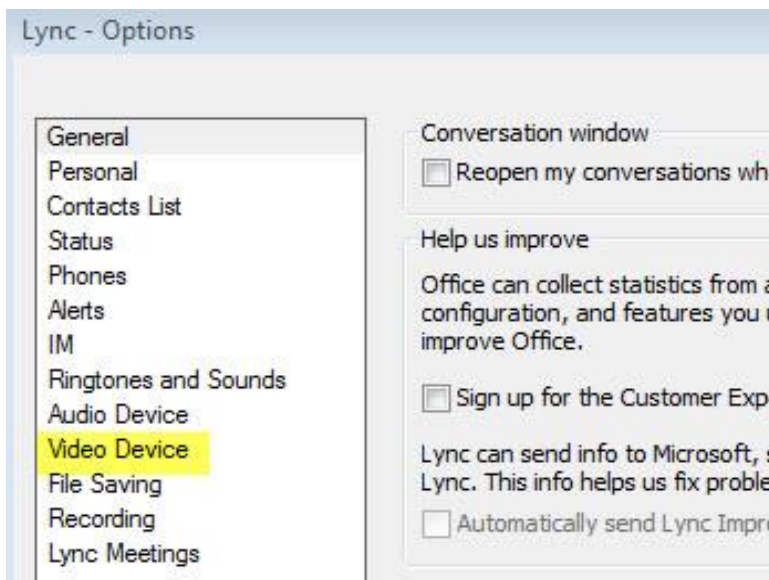 Lync - Options
General
Personal
Contacts List
Status
Phones
Alerts
IM
Ringtones and Sounds
Audio Device
Video Device
File Saving
Recording
Lync Meetings
Conversation window
Reopen my conversations wh
Help us improve
Office can collect statistics from a
configuration, and features you
improve Office.
Sign up for the Customer Exp
Lync can send info to Microsoft,
Lync. This info helps us fix proble
Automatically send Lync Impr